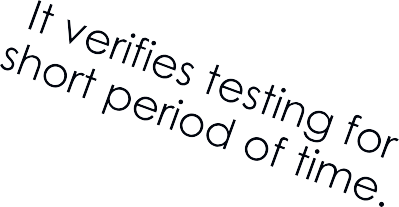 It verifies testing for
short period of time.